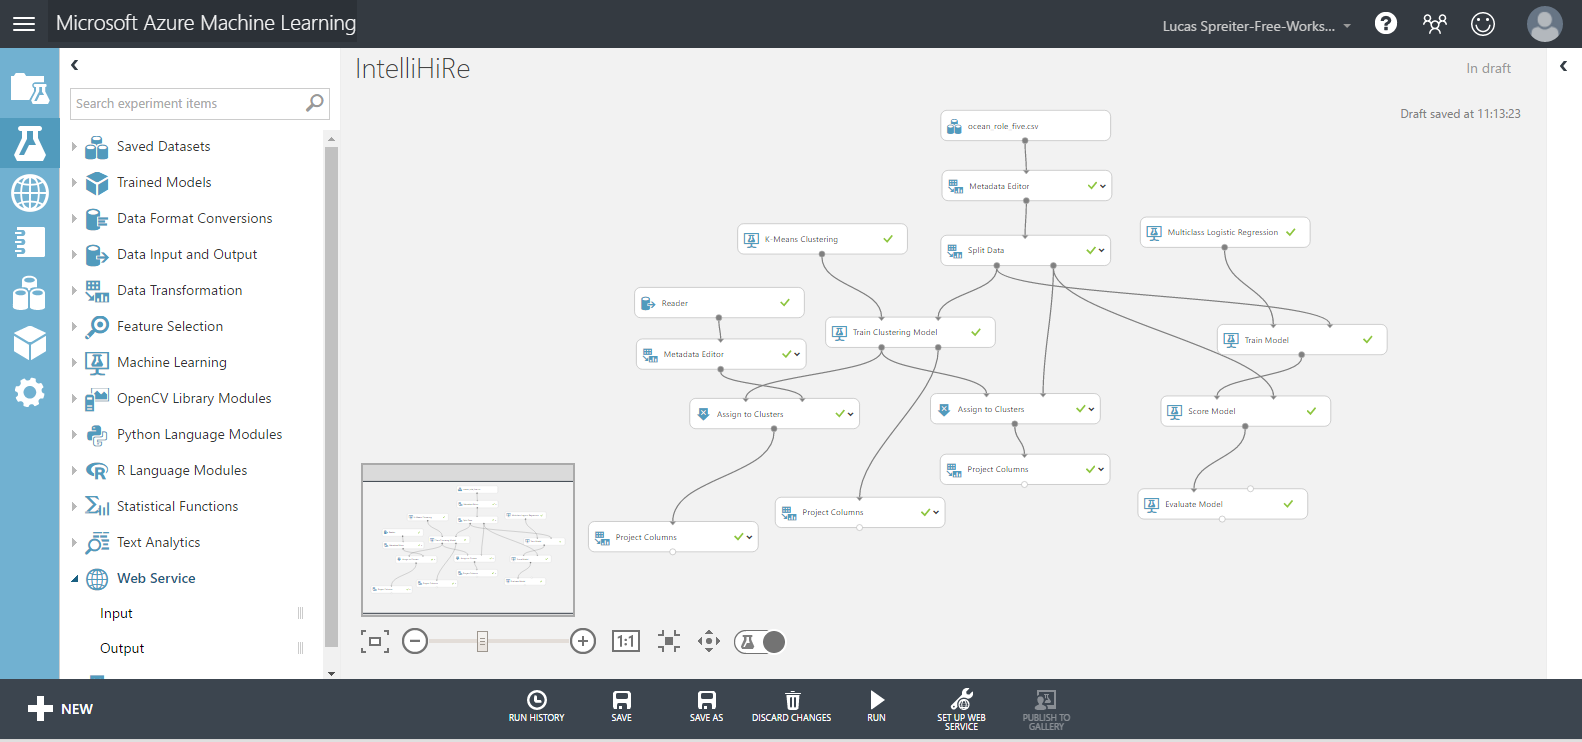 Microsoft Azure Machine Learning
Lucas Spreiter-Free-Works...
IntelliHiRe
In draft
Draft saved at 11:13:23
Search experiment items
Saved Datasets
Trained Models
Data Format Conversions
Data Input and Output
Data Transformation
Feature Selection
Machine Learning
OpenCV Library Modules
Python Language Modules
R Language Modules
Statistical Functions
Text Analytics
Web Service
Input
Output
ocean_role_five.csv
Metadata Editor
K-Means Clustering
Split Data
Multiclass Logistic Regression
Reader
Train Clustering Model
Train Model
Metadata Editor
Assign to Clusters
Assign to Clusters
Score Model
Project Columns
Project Columns
Evaluate Model
Project Columns
1:1
NEW
RUN HISTORY
SAVE
SAVE AS
DISCARD CHANGES
RUN
SET UP WEB
SERVICE
PUBLISH TO
GALLERY